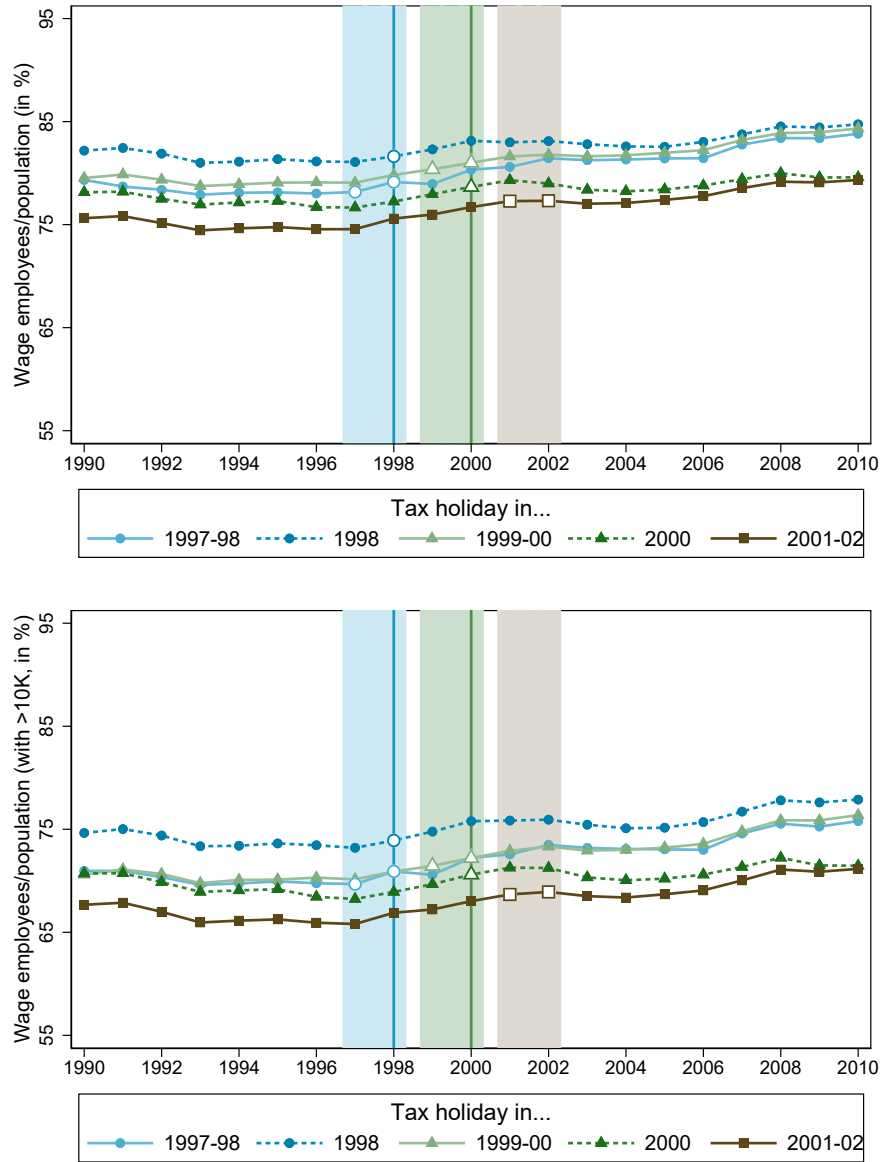 Wage employees/population (in %)
95
85
75
65
55
1990 1992 1994 1996 1998 2000 2002 2004 2006 2008 2010
Tax holiday in...
1997-98 1998 1999-00 2000 2001-02
Wage employees/population (with >10K, in %)
95
85
75
65
55
1990 1992 1994 1996 1998 2000 2002 2004 2006 2008 2010
Tax holiday in...
1997-98 1998 1999-00 2000 2001-02